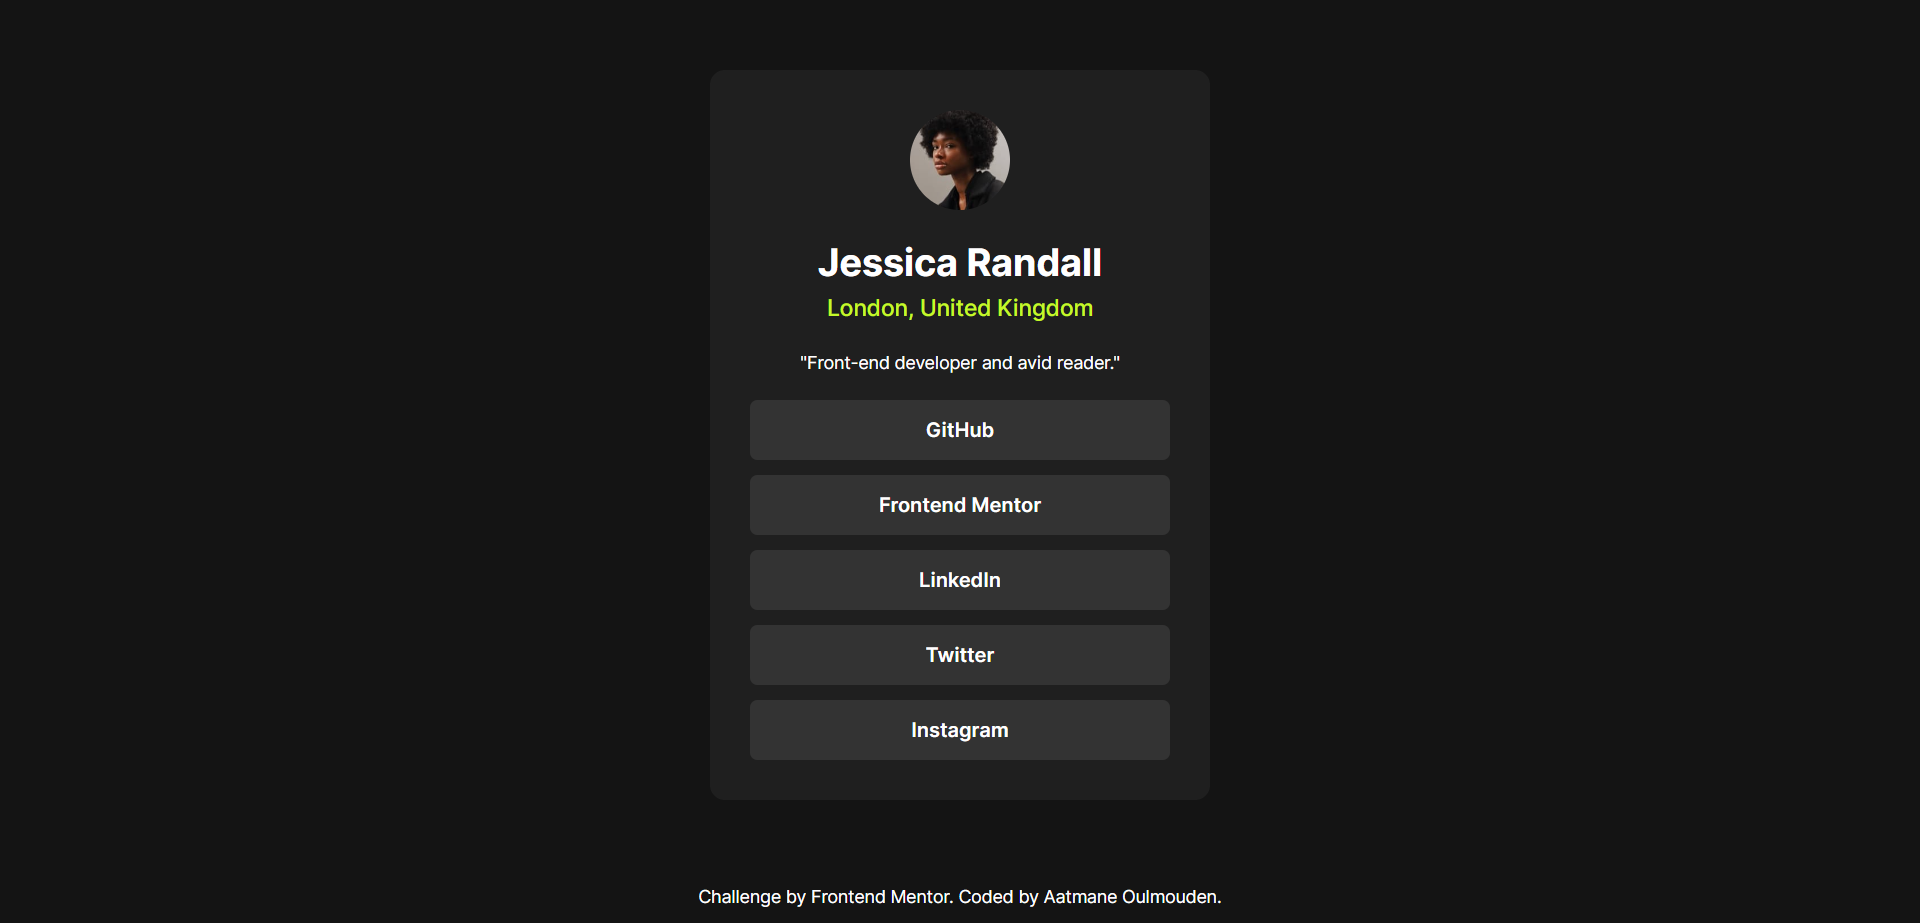 Jessica Randall
London, United Kingdom
"Front-end developer and avid reader."
GitHub
Frontend Mentor
LinkedIn
Twitter
Instagram
Challenge by Frontend Mentor. Coded by Aatmane Oulmouden.